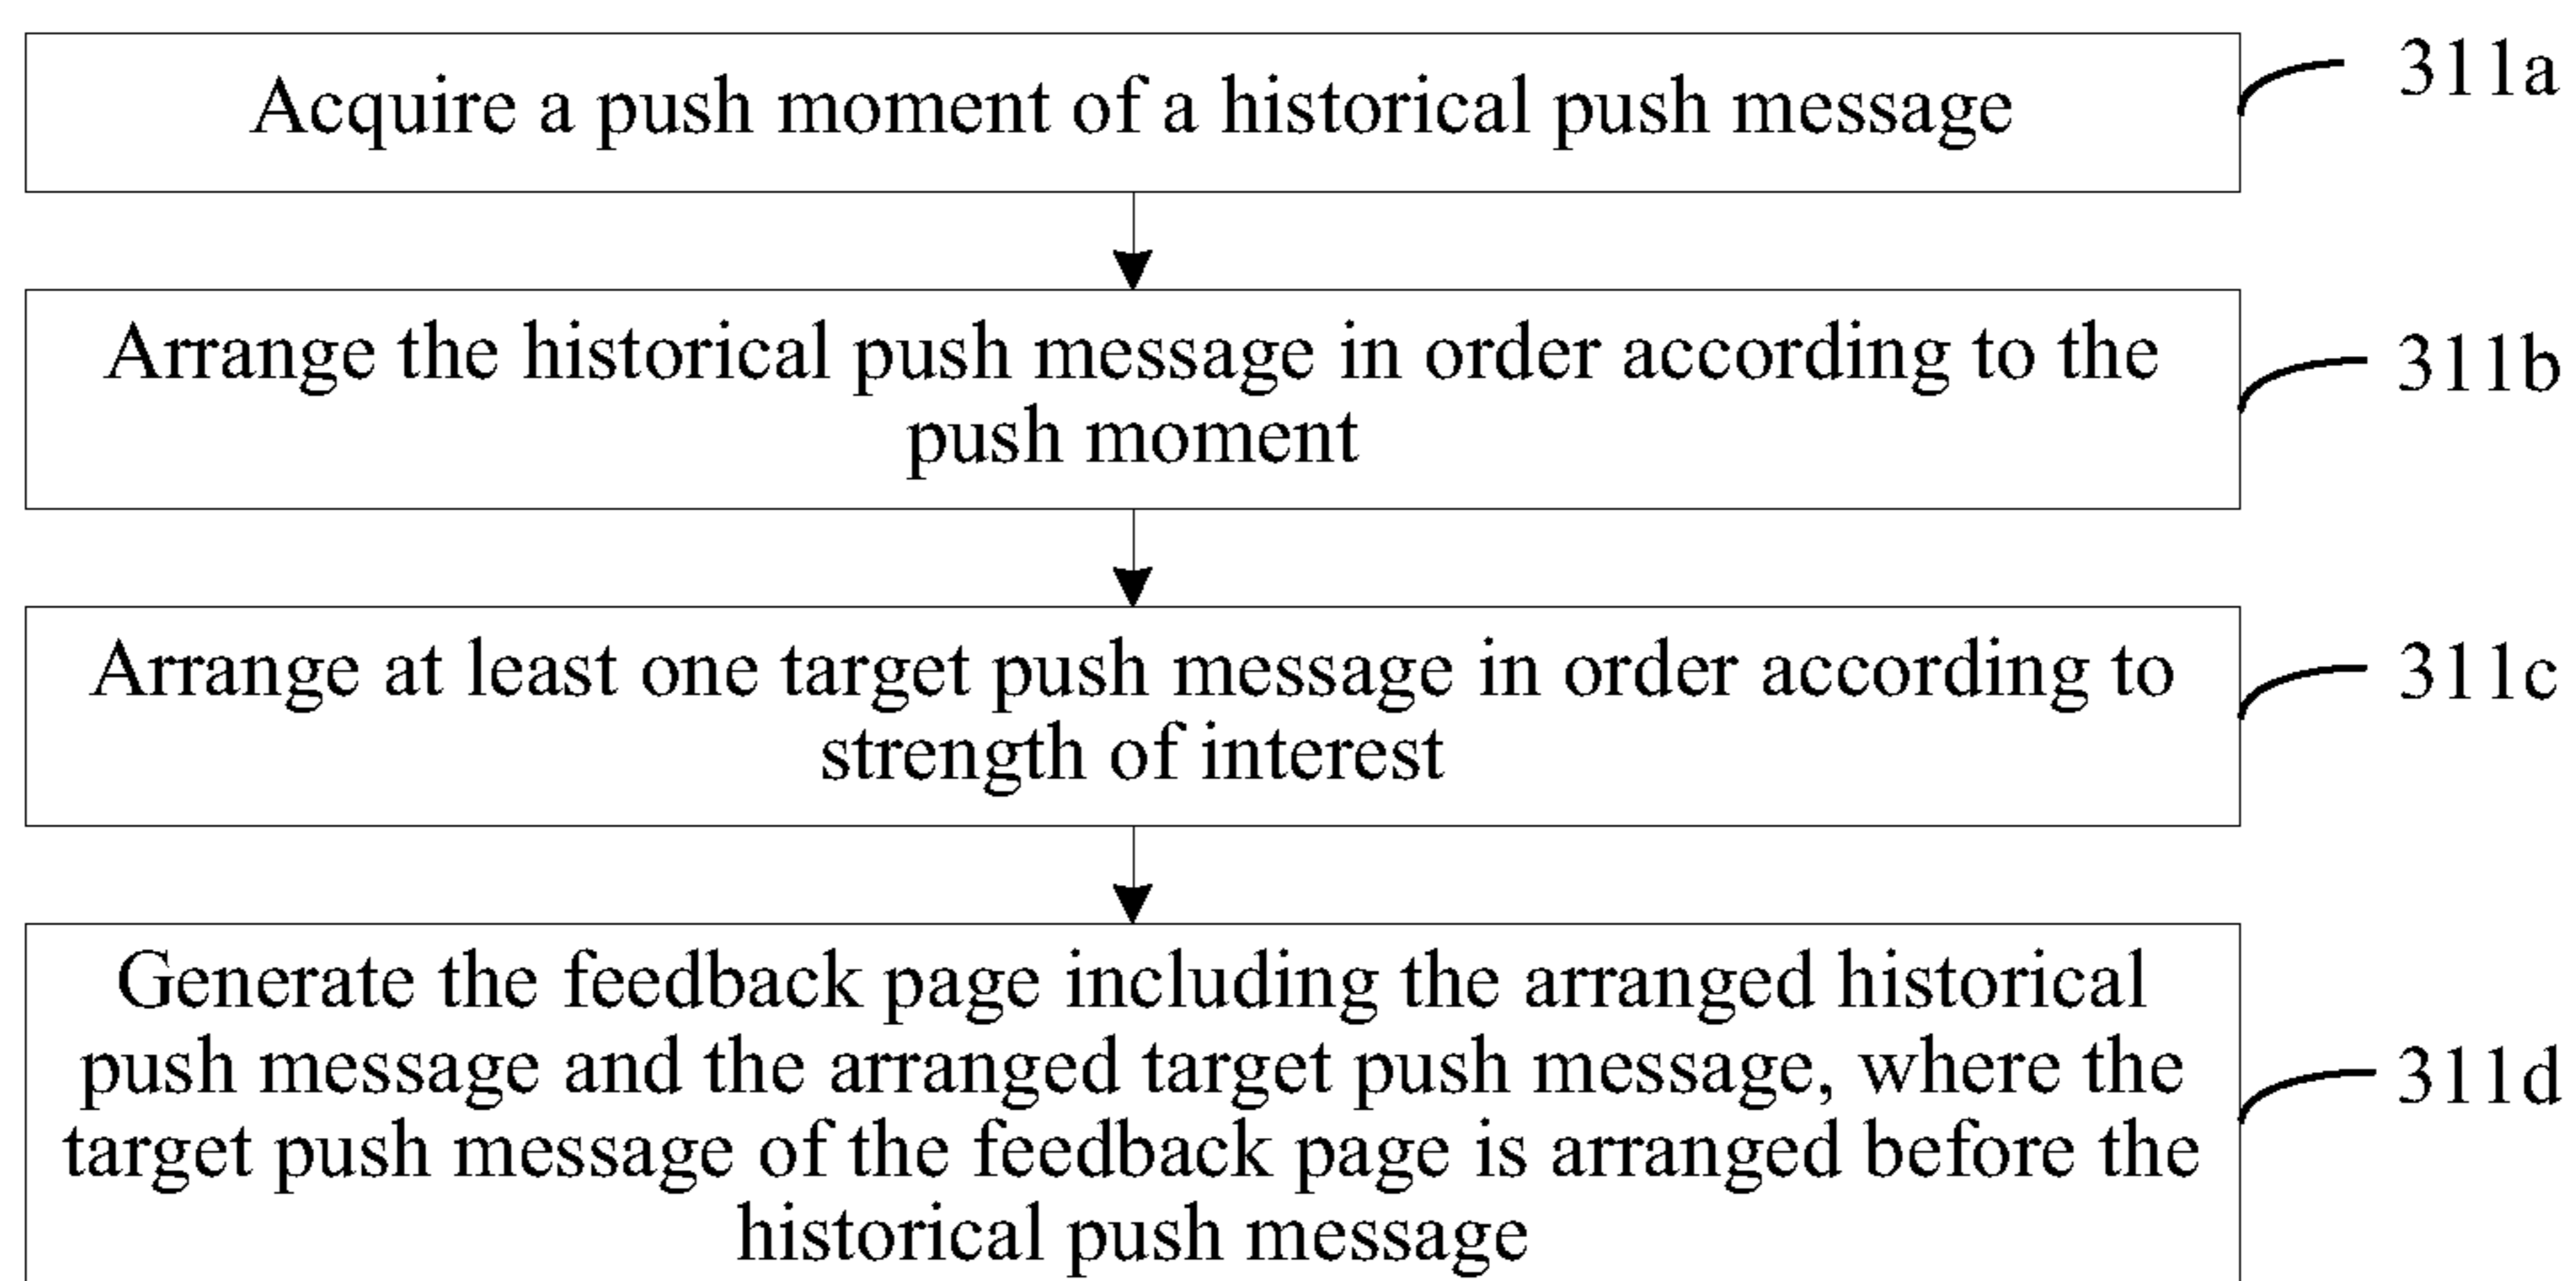 Acquire a push moment of a historical push message
311a
Arrange the historical push message in order according to the
push moment
311b
Arrange at least one target push message in order according to
strength of interest
311c
Generate the feedback page including the arranged historical
push message and the arranged target push message, where the
target push message of the feedback page is arranged before the
historical push message
311d